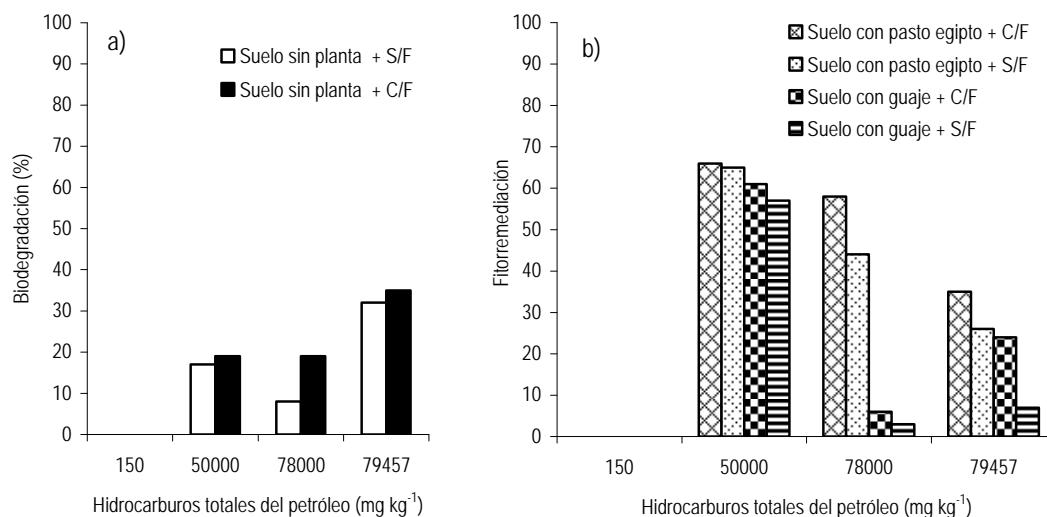 a)
Suelo sin planta + S/F
Suelo sin planta + C/F
Biodegradación (%)
100
90
80
70
60
50
40
30
20
10
0
150 50000 78000 79457
Hidrocarburos totales del petróleo (mg kg⁻¹)
b)
Suelo con pasto egipto + C/F
Suelo con pasto egipto + S/F
Suelo con guaje + C/F
Suelo con guaje + S/F
Fitorremediación
100
90
80
70
60
50
40
30
20
10
0
150 50000 78000 79457
Hidrocarburos totales del petróleo (mg kg⁻¹)